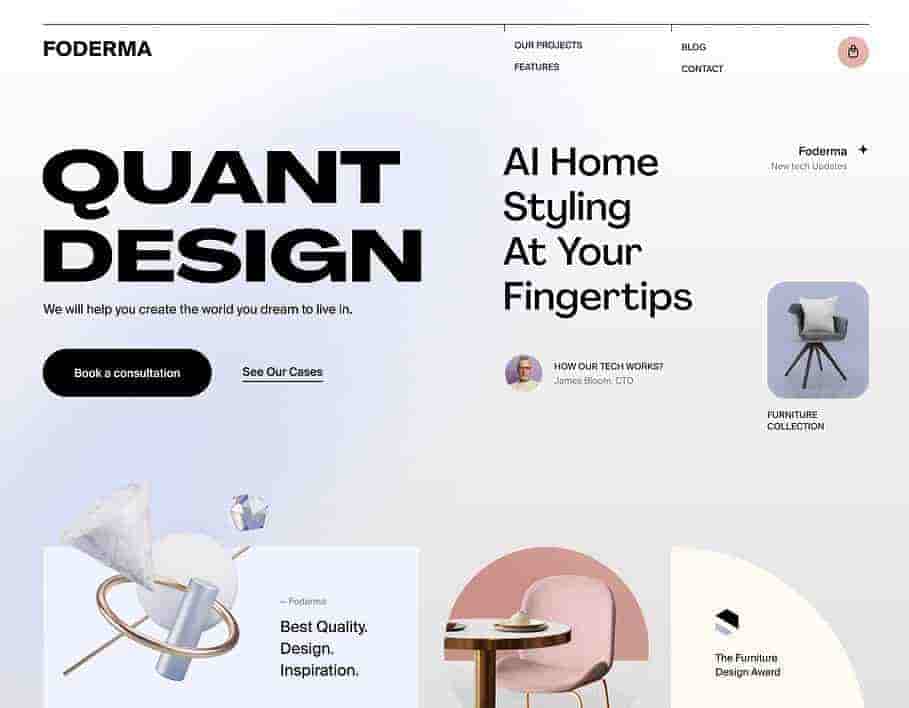 FODERMA
OUR PROJECTS
FEATURES
BLOG
CONTACT
QUANT
DESIGN
We will help you create the world you dream to live in.
Book a consultation
See Our Cases
AI Home
Styling
At Your
Fingertips
HOW OUR TECH WORKS?
James Bloom, CTO
Foderma
New tech Updates
FURNITURE
COLLECTION
— Foderma
Best Quality.
Design.
Inspiration.
The Furniture
Design Award